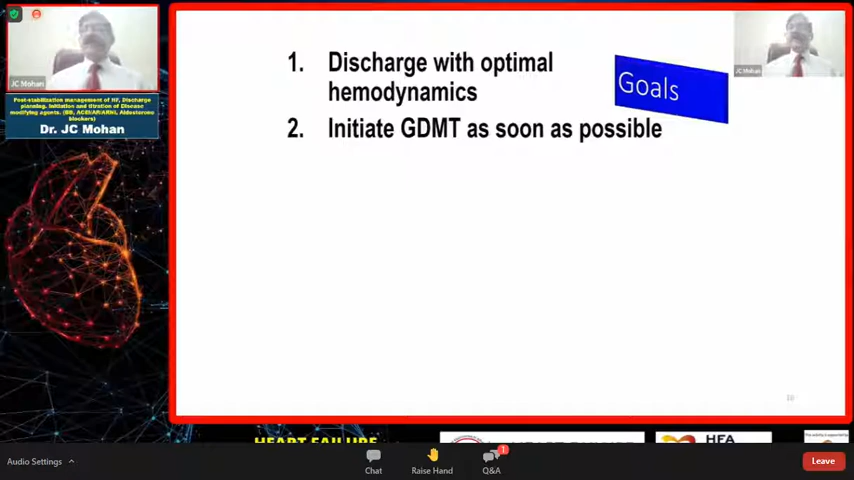 JC Mohan
Post-stabilization management of HF, Discharge
planning. Initiation and titration of Disease
modifying agents. (BB, ACEI/AR/ARNI, Aldosterone
blockers)
Dr. JC Mohan
1. Discharge with optimal
hemodynamics
2. Initiate GDMT as soon as possible
Goals
JC Mohan
HEART FAILURE
HFA
Audio Settings
Chat
Raise Hand
1
Q&A
Leave